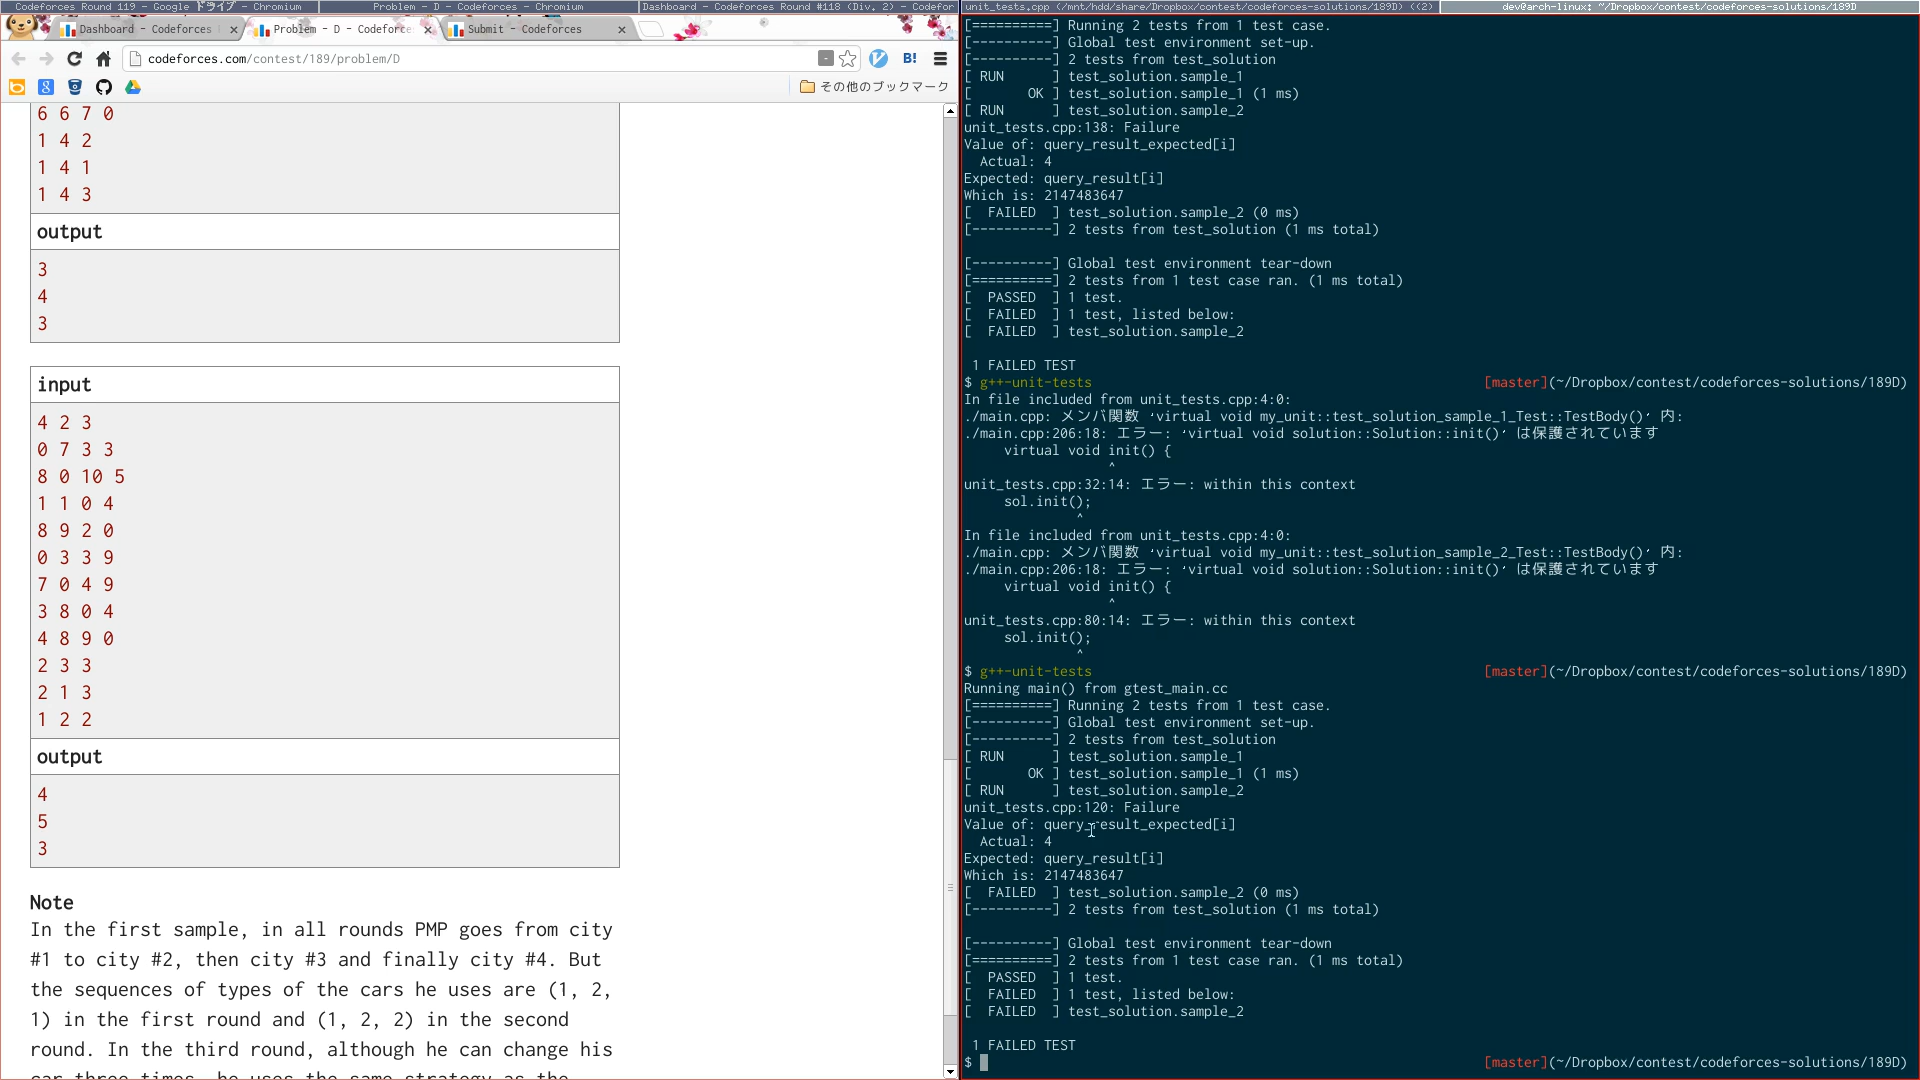 Codeforces Round 119 - Google ドライブ - Chromium
Problem - D - Codeforces - Chromium
Dashboard - Codeforces Round #118 (Div. 2) - Codefor
unit_tests.cpp (/mnt/hdd/share/Dropbox/contest/codeforces-solutions/189D) ((2)
dev@arch-linux: ~/Dropbox/contest/codeforces-solutions/189D
Dashboard - Codeforces
Problem - D - Codeforce
Submit - Codeforces
codeforces.com/contest/189/problem/D
B!
その他のブックマーク
6 6 7 0
1 4 2
1 4 1
1 4 3
output
3
4
3
input
4 2 3
0 7 3 3
8 0 10 5
1 1 0 4
8 9 2 0
0 3 3 9
7 0 4 9
3 8 0 4
4 8 9 0
2 3 3
2 1 3
1 2 2
output
4
5
3
Note
In the first sample, in all rounds PMP goes from city
#1 to city #2, then city #3 and finally city #4. But
the sequences of types of the cars he uses are (1, 2,
1) in the first round and (1, 2, 2) in the second
round. In the third round, although he can change his
car three times, he uses the same strategy as the
[==========] Running 2 tests from 1 test case.
[----------] Global test environment set-up.
[----------] 2 tests from test_solution
[ RUN      ] test_solution.sample_1
[       OK ] test_solution.sample_1 (1 ms)
[ RUN      ] test_solution.sample_2
unit_tests.cpp:138: Failure
Value of: query_result_expected[i]
  Actual: 4
Expected: query_result[i]
Which is: 2147483647
[  FAILED  ] test_solution.sample_2 (0 ms)
[----------] 2 tests from test_solution (1 ms total)
[----------] Global test environment tear-down
[==========] 2 tests from 1 test case ran. (1 ms total)
[  PASSED  ] 1 test.
[  FAILED  ] 1 test, listed below:
[  FAILED  ] test_solution.sample_2
 1 FAILED TEST
$ g++-unit-tests [master](~/Dropbox/contest/codeforces-solutions/189D)
In file included from unit_tests.cpp:4:0:
./main.cpp: メンバ関数 ‘virtual void my_unit::test_solution_sample_1_Test::TestBody()’ 内:
./main.cpp:206:18: エラー: ‘virtual void solution::Solution::init()’ は保護されています
     virtual void init() {
                  ^
unit_tests.cpp:32:14: エラー: within this context
     sol.init();
              ^
In file included from unit_tests.cpp:4:0:
./main.cpp: メンバ関数 ‘virtual void my_unit::test_solution_sample_2_Test::TestBody()’ 内:
./main.cpp:206:18: エラー: ‘virtual void solution::Solution::init()’ は保護されています
     virtual void init() {
                  ^
unit_tests.cpp:80:14: エラー: within this context
     sol.init();
              ^
$ g++-unit-tests [master](~/Dropbox/contest/codeforces-solutions/189D)
Running main() from gtest_main.cc
[==========] Running 2 tests from 1 test case.
[----------] Global test environment set-up.
[----------] 2 tests from test_solution
[ RUN      ] test_solution.sample_1
[       OK ] test_solution.sample_1 (1 ms)
[ RUN      ] test_solution.sample_2
unit_tests.cpp:120: Failure
Value of: query_result_expected[i]
  Actual: 4
Expected: query_result[i]
Which is: 2147483647
[  FAILED  ] test_solution.sample_2 (0 ms)
[----------] 2 tests from test_solution (1 ms total)
[----------] Global test environment tear-down
[==========] 2 tests from 1 test case ran. (1 ms total)
[  PASSED  ] 1 test.
[  FAILED  ] 1 test, listed below:
[  FAILED  ] test_solution.sample_2
 1 FAILED TEST
$ [master](~/Dropbox/contest/codeforces-solutions/189D)